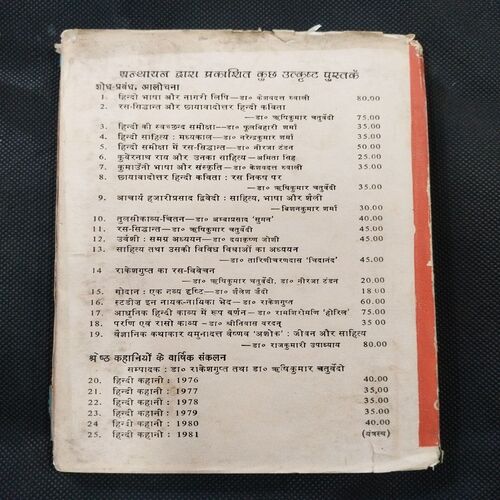 ग्रन्थायन द्वारा प्रकाशित कुछ उत्कृष्ट पुस्तकें
शोध-प्रबंध, आलोचना
1. हिन्दी भाषा और नागरी लिपि—डा० केशवदत्त रुवाली 80.00
2. रस-सिद्धान्त और छायावादोत्तर हिन्दी कविता
—डा० ऋषिकुमार चतुर्वेदी 75.00
3. हिन्दी की स्वच्छन्द समीक्षा—डा० फूलबिहारी शर्मा 35.00
4. हिन्दी साहित्य : मध्यकाल—डा० नरेन्द्रकुमार शर्मा 35.00
5. हिन्दी समीक्षा में रस-सिद्धान्त—डा० नीरजा टंडन 50.00
6. कुबेरनाथ राय और उनका साहित्य—अमिता सिंह 25.00
7. कुमाउँनी भाषा और संस्कृति—डा० केशवदत्त रुवाली 35.00
8. छायावादोत्तर हिन्दी कविता : रस निकष पर
—डा० ऋषिकुमार चतुर्वेदी 35.00
9. आचार्य हजारीप्रसाद द्विवेदी : साहित्य, भाषा और शैली
—विशनकुमार शर्मा 30.00
10. तुलसीकाव्य-चिंतन—डा० अम्बाप्रसाद 'सुमन' 40.00
11. रस-सिद्धान्त—डा० ऋषिकुमार चतुर्वेदी 45.00
12. उर्वशी : समग्र अध्ययन—डा० दयाकृष्ण जोशी 45.00
13. साहित्य तथा उसकी विविध विधाओं का अध्ययन
—डा० तारिणीचरणदास 'चिदानंद' 45.00
14 राकेशगुप्त का रस-विवेचन
—डा० ऋषिकुमार चतुर्वेदी, डा० नीरजा टंडन 20.00
15. गोदान : एक नव्य दृष्टि—डा० शैलेश ज़ैदी 18.00
16. स्टडीज इन नायक-नायिका भेद—डा० राकेशगुप्त 60.00
17. आधुनिक हिन्दी काव्य में रूप वर्णन—डा० रामशिरोमणि 'होरिल' 75.00
18. परणि एवं रासो काव्य—डा० श्रीनिवास वरदन् 35 00
19. वैज्ञानिक कथाकार यमुनादत्त वैष्णव 'अशोक' : जीवन और साहित्य
—डा० राजकुमारी उपाध्याय 80.00
श्रेष्ठ कहानियों के वार्षिक संकलन
सम्पादक : डा० राकेशगुप्त तथा डा० ऋषिकुमार चतुर्वेदी
20. हिन्दी कहानी : 1976 40.00
21. हिन्दी कहानी : 1977 35,00
22. हिन्दी कहानी : 1978 35.00
23. हिन्दी कहानी : 1979 35.00
24 हिन्दी कहानी : 1980 40.00
25. हिन्दी कहानी : 1981 (यंत्रस्थ)